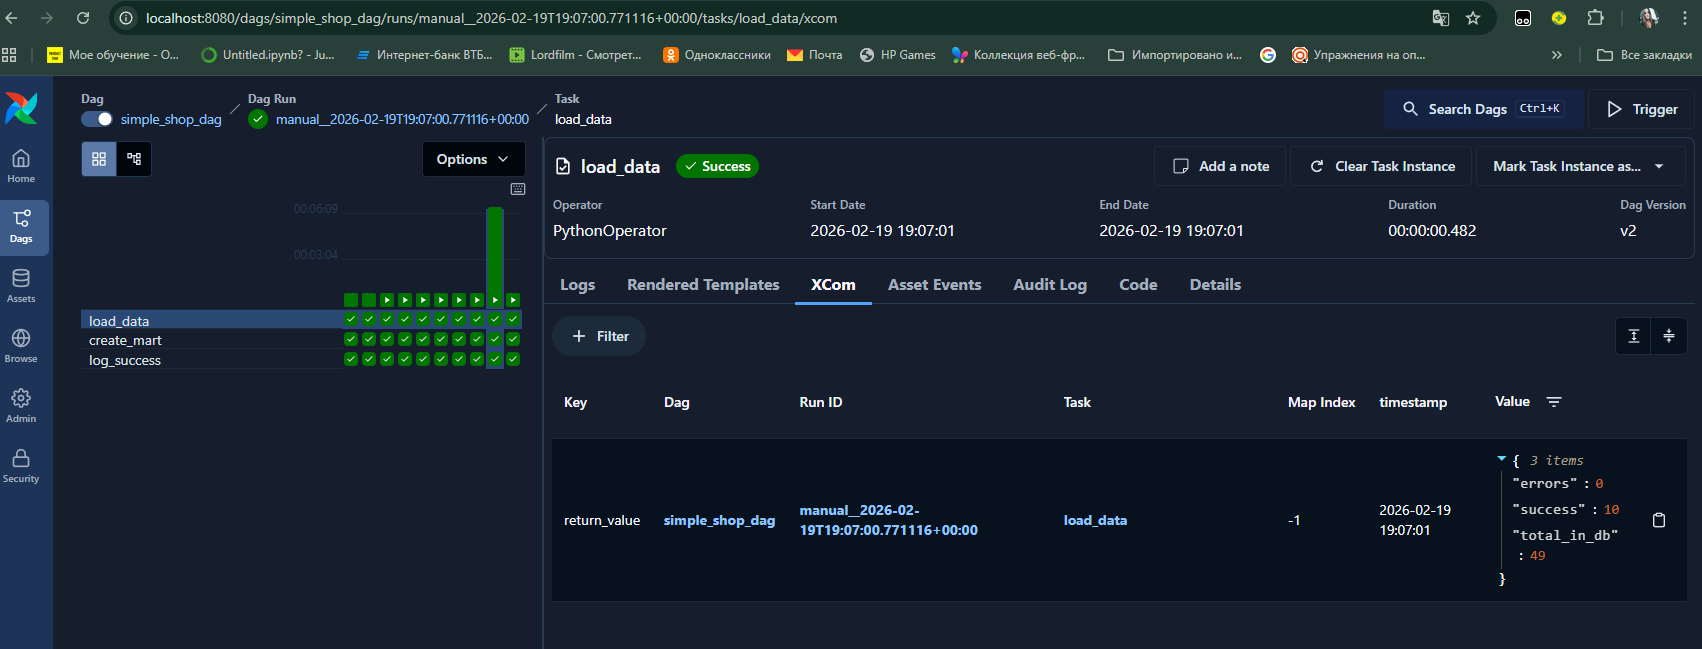 localhost:8080/dags/simple_shop_dag/runs/manual__2026-02-19T19:07:00.771116+00:00/tasks/load_data/xcom
Мое обучение - О...
Untitled.ipynb? - Ju...
Интернет-банк ВТБ...
Lordfilm - Смотрет...
Одноклассники
Почта
HP Games
Коллекция веб-фр...
Импортировано и...
Упражнения на оп...
Все закладки
Dag
simple_shop_dag
Dag Run
manual__2026-02-19T19:07:00.771116+00:00
Task
load_data
Search Dags Ctrl+K
Trigger
Home
Dags
Assets
Browse
Admin
Security
Options
00:06:09
00:03:04
load_data
create_mart
log_success
load_data
Success
Add a note
Clear Task Instance
Mark Task Instance as...
Operator Start Date End Date Duration Dag Version
PythonOperator 2026-02-19 19:07:01 2026-02-19 19:07:01 00:00:00.482 v2
Logs Rendered Templates XCom Asset Events Audit Log Code Details
+ Filter
Key Dag Run ID Task Map Index timestamp Value
return_value simple_shop_dag
manual__2026-02-
19T19:07:00.771116+00:00
load_data
-1
2026-02-19
19:07:01
{ 3 items
"errors" : 0
"success" : 10
"total_in_db"
: 49
}